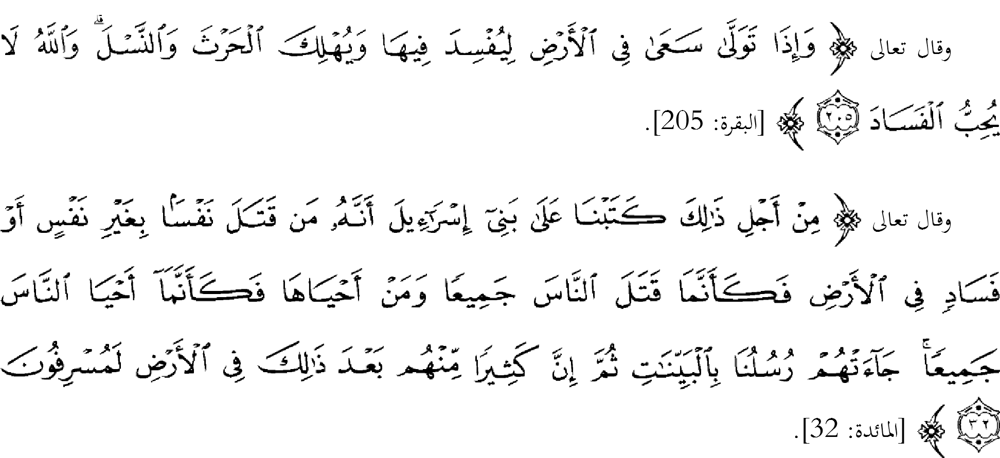 وقال تعالى ﴿ وَإِذَا تَوَلَّىٰ سَعَىٰ فِي ٱلْأَرْضِ لِيُفْسِدَ فِيهَا وَيُهْلِكَ ٱلْحَرْثَ وَٱلنَّسْلَۗ وَٱللَّهُ لَا
يُحِبُّ ٱلْفَسَادَ ٢٠٥ ﴾ [البقرة: 205].
وقال تعالى ﴿ مِنْ أَجْلِ ذَٰلِكَ كَتَبْنَا عَلَىٰ بَنِيٓ إِسْرَٰٓءِيلَ أَنَّهُۥ مَن قَتَلَ نَفْسَۢا بِغَيْرِ نَفْسٍ أَوْ
فَسَادٍ فِي ٱلْأَرْضِ فَكَأَنَّمَا قَتَلَ ٱلنَّاسَ جَمِيعًا وَمَنْ أَحْيَاهَا فَكَأَنَّمَآ أَحْيَا ٱلنَّاسَ
جَمِيعًاۚ جَآءَتْهُمْ رُسُلُنَا بِٱلْبَيِّنَٰتِ ثُمَّ إِنَّ كَثِيرًا مِّنْهُم بَعْدَ ذَٰلِكَ فِي ٱلْأَرْضِ لَمُسْرِفُونَ
٣٢ ﴾ [المائدة: 32].